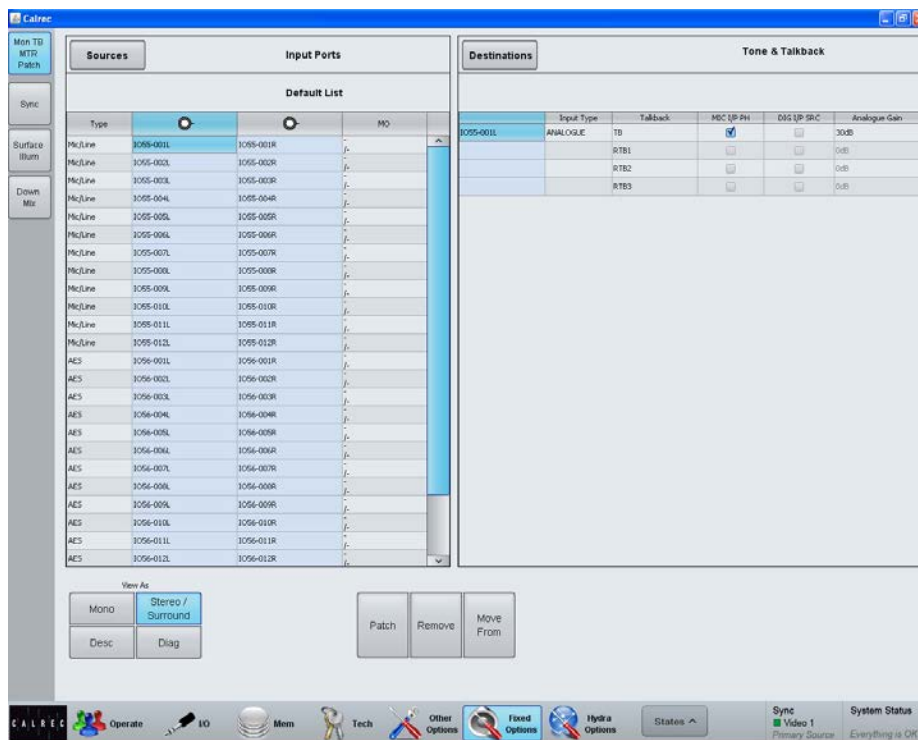 Calrec
Mon TB
MTR
Patch
Sync
Surface
Illum
Down
Mix
Sources
Input Ports
Default List
Type MO
Mic/Line IO55-001L IO55-001R -/-
Mic/Line IO55-002L IO55-002R -/-
Mic/Line IO55-003L IO55-003R -/-
Mic/Line IO55-004L IO55-004R -/-
Mic/Line IO55-005L IO55-005R -/-
Mic/Line IO55-006L IO55-006R -/-
Mic/Line IO55-007L IO55-007R -/-
Mic/Line IO55-008L IO55-008R -/-
Mic/Line IO55-009L IO55-009R -/-
Mic/Line IO55-010L IO55-010R -/-
Mic/Line IO55-011L IO55-011R -/-
Mic/Line IO55-012L IO55-012R -/-
AES IO56-001L IO56-001R -/-
AES IO56-002L IO56-002R -/-
AES IO56-003L IO56-003R -/-
AES IO56-004L IO56-004R -/-
AES IO56-005L IO56-005R -/-
AES IO56-006L IO56-006R -/-
AES IO56-007L IO56-007R -/-
AES IO56-008L IO56-008R -/-
AES IO56-009L IO56-009R -/-
AES IO56-010L IO56-010R -/-
AES IO56-011L IO56-011R -/-
AES IO56-012L IO56-012R -/-
Destinations
Tone & Talkback
Input Type Talkback MIC I/P PH DIG I/P SRC Analogue Gain
IO55-001L ANALOGUE TB 30dB
RTB1 0dB
RTB2 0dB
RTB3 0dB
View As
Mono
Stereo /
Surround
Desc
Diag
Patch
Remove
Move
From
CALREC
Operate
I/O
Mem
Tech
Other
Options
Fixed
Options
Hydra
Options
States
Sync
Video 1
Primary Source
System Status
Everything is OK